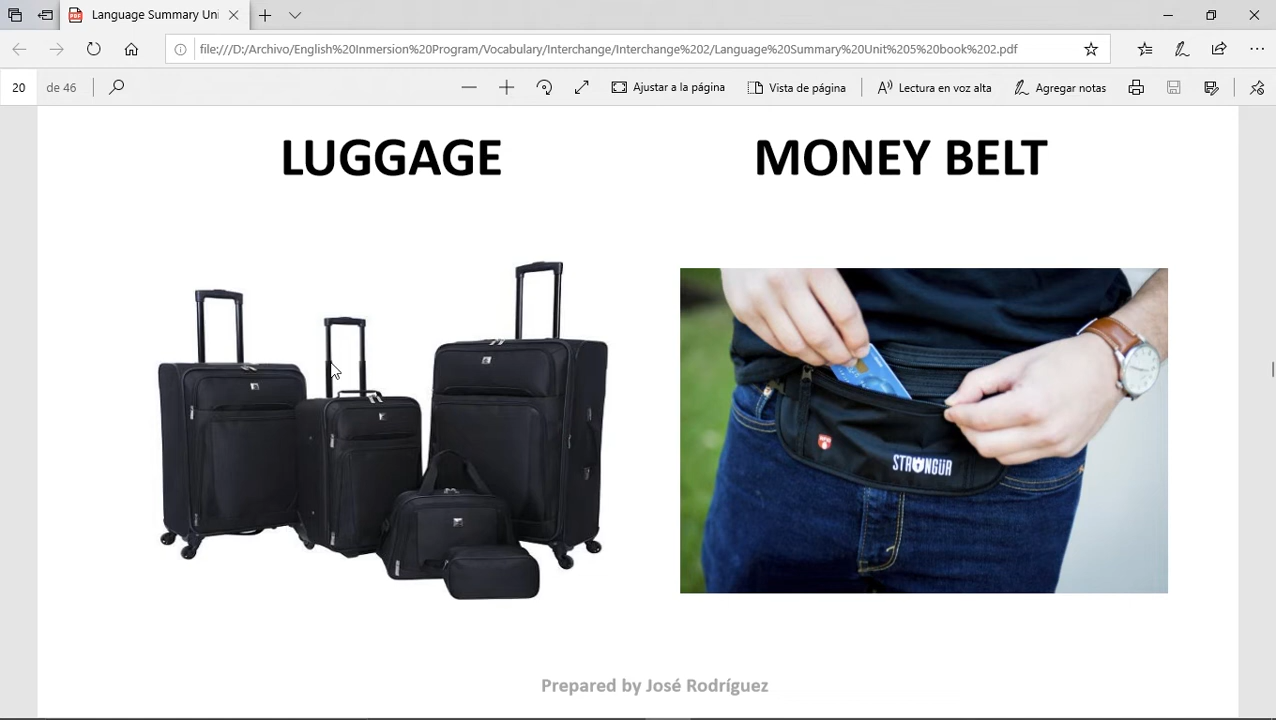 Language Summary Uni
file:///D:/Archivo/English%20Inmersion%20Program/Vocabulary/Interchange/Interchange%202/Language%20Summary%20Unit%205%20book%202.pdf
20 de 46 Ajustar a la página Vista de página Lectura en voz alta Agregar notas
LUGGAGE MONEY BELT
STRONGÜR
Prepared by José Rodríguez